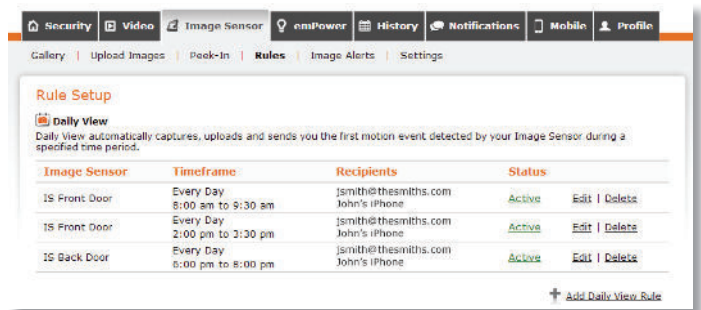 Security Video Image Sensor emPower History Notifications Mobile Profile
Gallery | Upload Images | Peek-In | Rules | Image Alerts | Settings
Rule Setup
Daily View
Daily View automatically captures, uploads and sends you the first motion event detected by your Image Sensor during a
specified time period.
Image Sensor Timeframe Recipients Status
IS Front Door Every Day jsmith@thesmiths.com Active Edit | Delete
8:00 am to 9:30 am John's iPhone
IS Front Door Every Day jsmith@thesmiths.com Active Edit | Delete
2:00 pm to 3:30 pm John's iPhone
IS Back Door Every Day jsmith@thesmiths.com Active Edit | Delete
6:00 pm to 8:00 pm John's iPhone
Add Daily View Rule